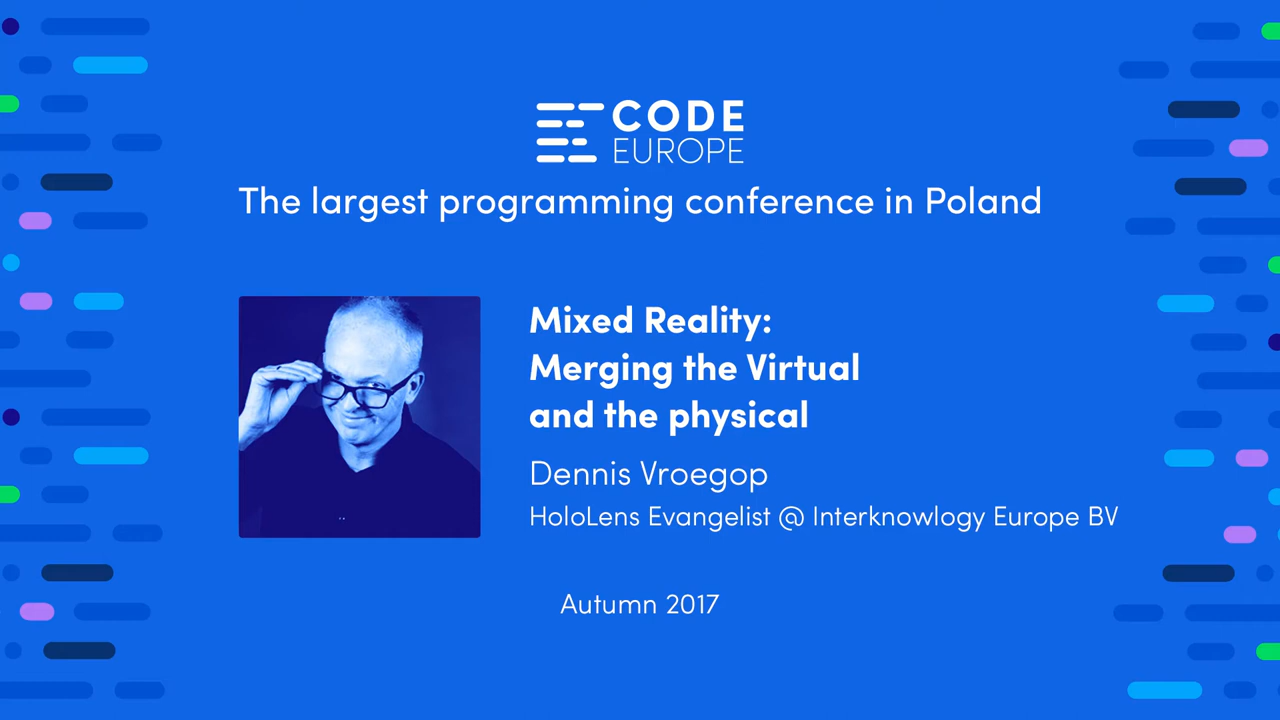 CODE
EUROPE
The largest programming conference in Poland
Mixed Reality:
Merging the Virtual
and the physical
Dennis Vroegop
HoloLens Evangelist @ Interknowlogy Europe BV
Autumn 2017